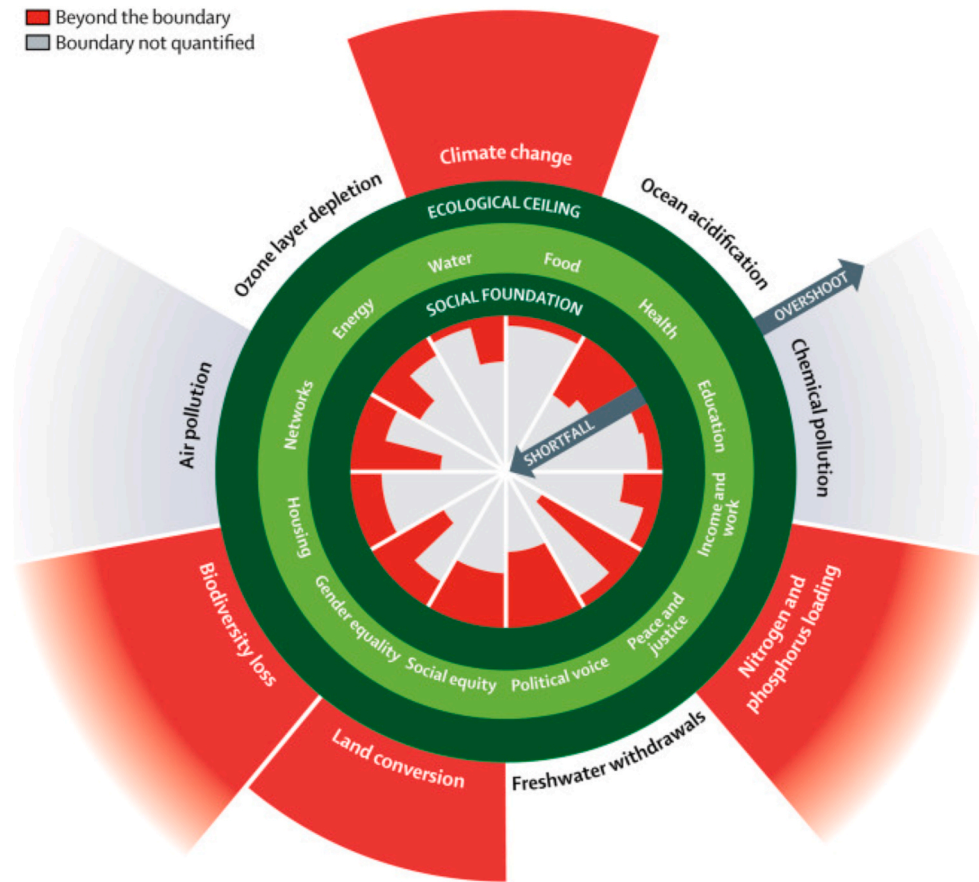 Beyond the boundary
Boundary not quantified
Climate change
Ozone layer depletion
Ocean acidification
ECOLOGICAL CEILING
Water
Food
Energy
Health
SOCIAL FOUNDATION
OVERSHOOT
Air pollution
Networks
Education
Chemical pollution
SHORTFALL
Housing
Income and
work
Biodiversity loss
Gender equality
Social equity
Political voice
Peace and
justice
Nitrogen and
phosphorus loading
Land conversion
Freshwater withdrawals